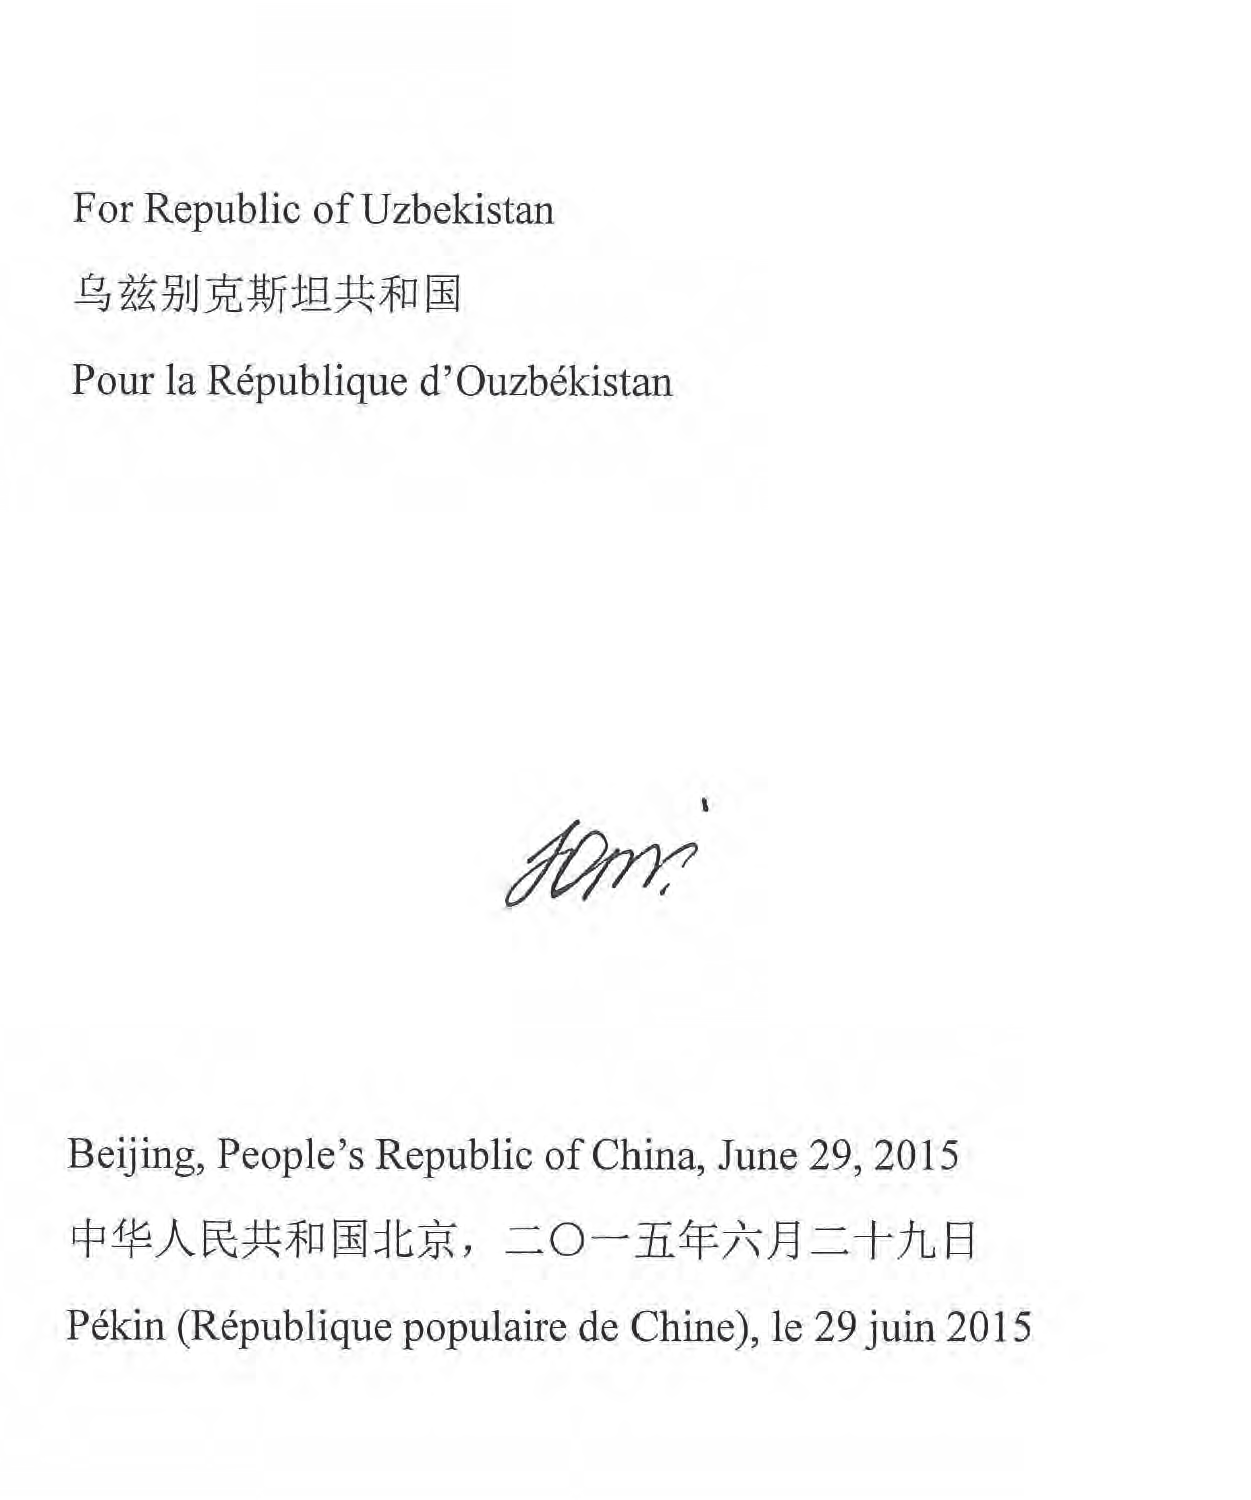 For Republic of Uzbekistan
乌兹别克斯坦共和国
Pour la République d’Ouzbékistan
Beijing, People’s Republic of China, June 29, 2015
中华人民共和国北京，二〇一五年六月二十九日
Pékin (République populaire de Chine), le 29 juin 2015